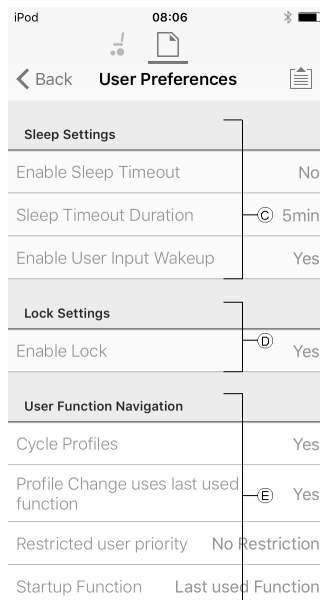 iPod 08:06
Back User Preferences
Sleep Settings
Enable Sleep Timeout No
Sleep Timeout Duration 5min
C
Enable User Input Wakeup Yes
Lock Settings
D
Enable Lock Yes
User Function Navigation
Cycle Profiles Yes
Profile Change uses last used
function
E
Yes
Restricted user priority No Restriction
Startup Function Last used Function